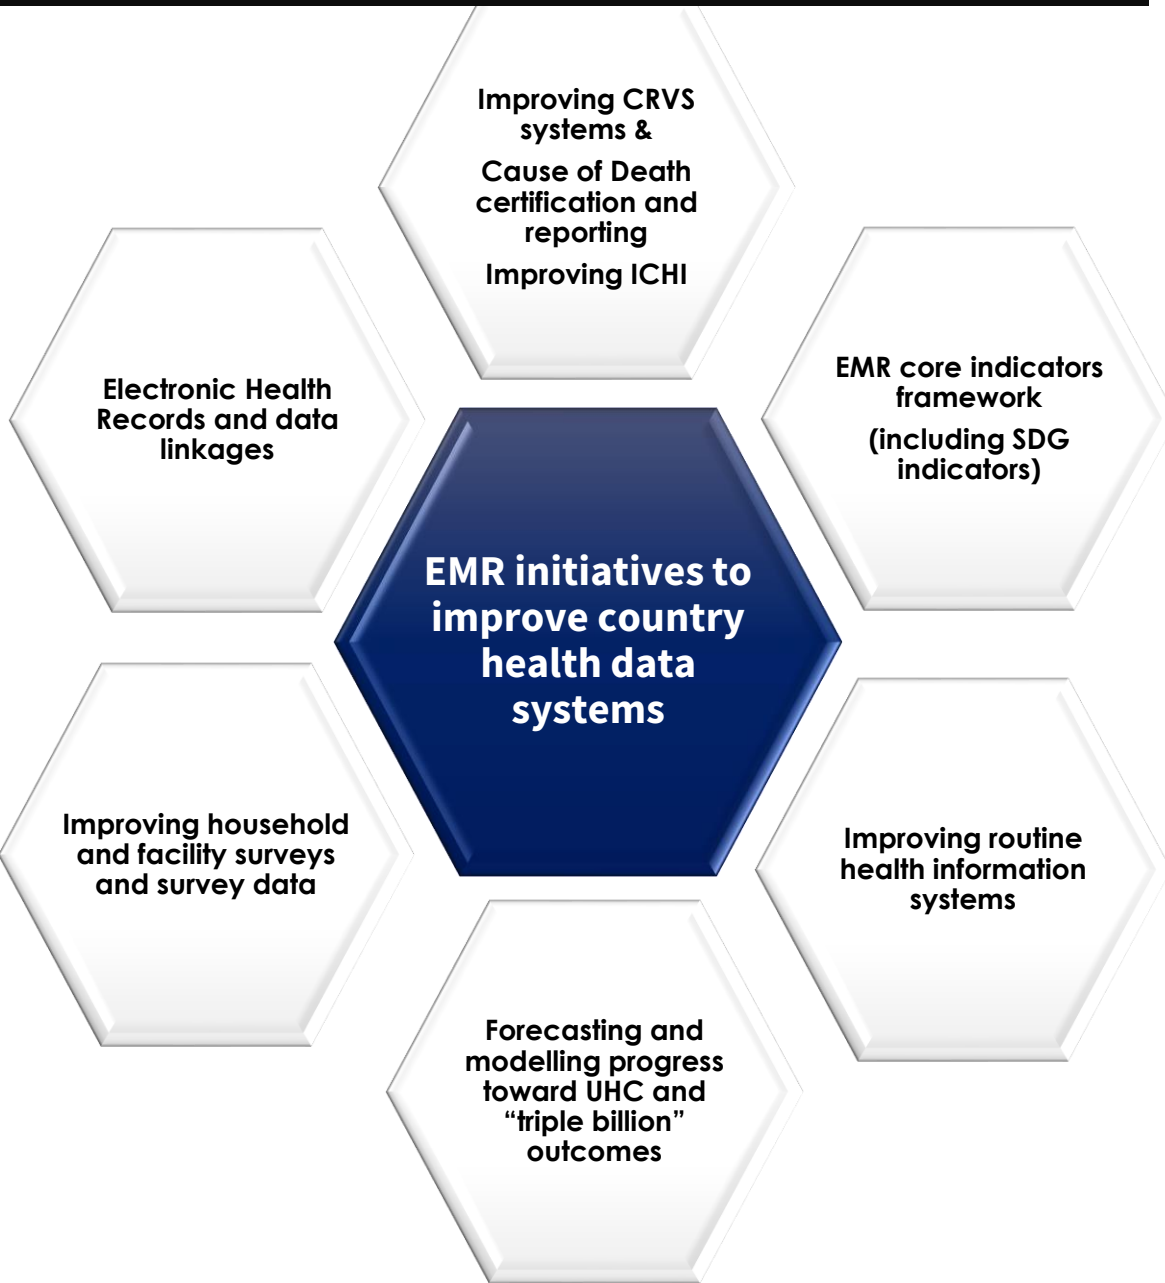 Improving CRVS
systems &
Cause of Death
certification and
reporting
Improving ICHI
Electronic Health
Records and data
linkages
EMR core indicators
framework
(including SDG
indicators)
EMR initiatives to
improve country
health data
systems
Improving household
and facility surveys
and survey data
Improving routine
health information
systems
Forecasting and
modelling progress
toward UHC and
“triple billion”
outcomes